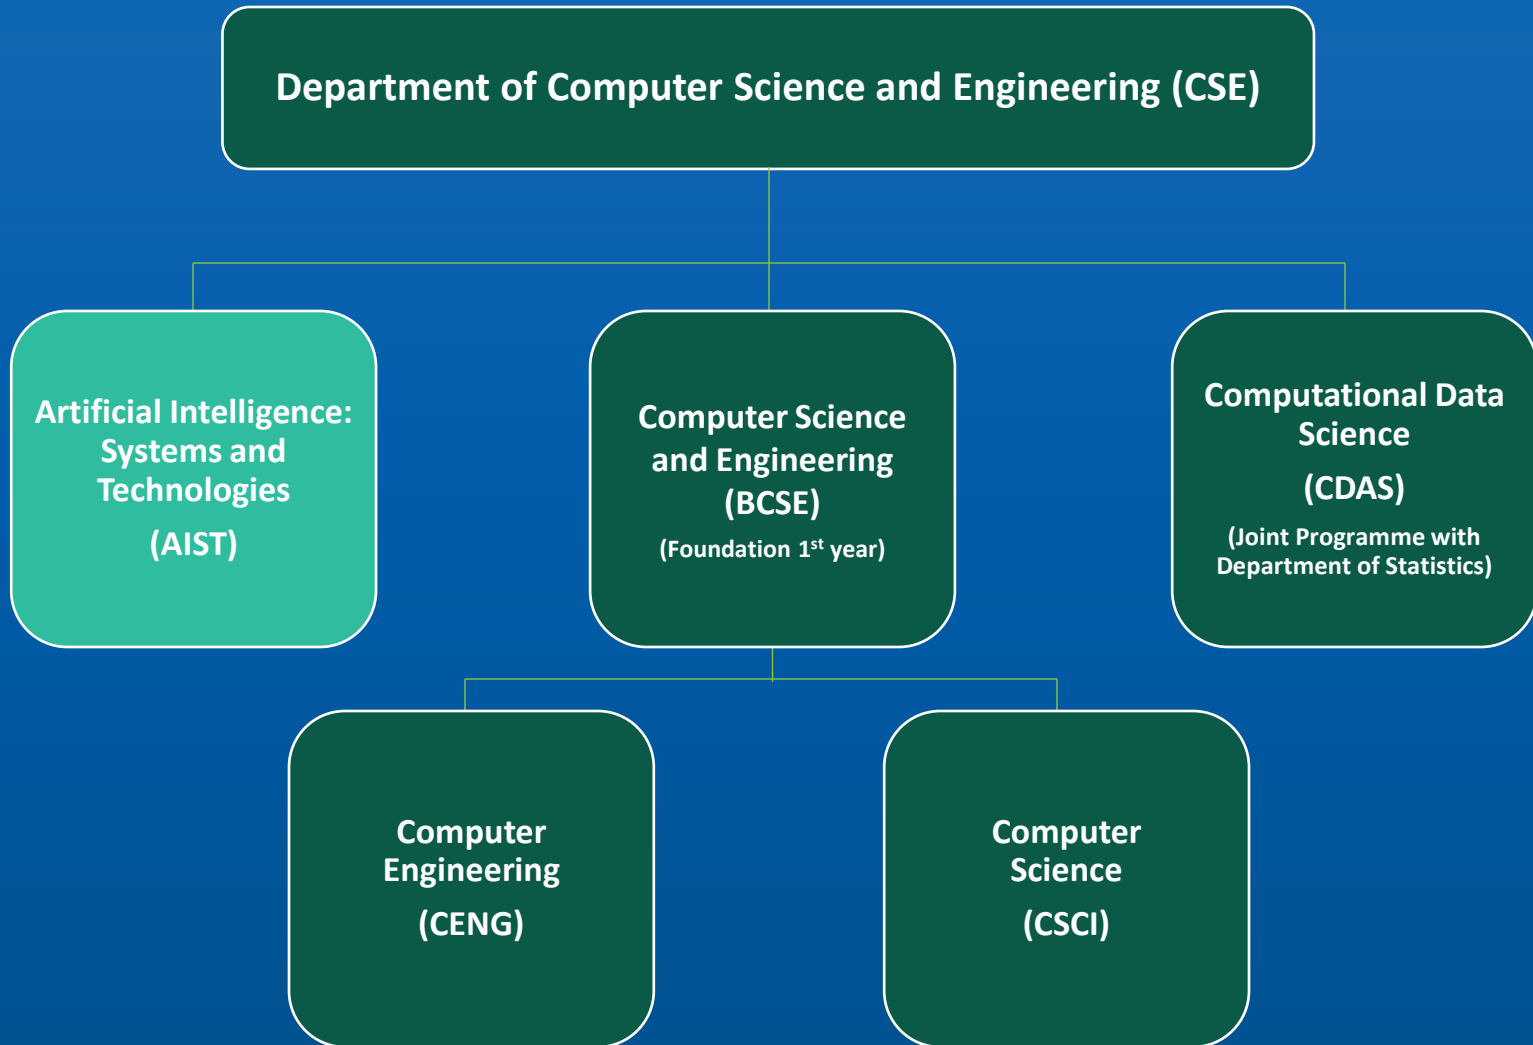 Department of Computer Science and Engineering (CSE)
Artificial Intelligence:
Systems and
Technologies
(AIST)
Computer Science
and Engineering
(BCSE)
(Foundation 1st year)
Computational Data
Science
(CDAS)
(Joint Programme with
Department of Statistics)
Computer
Engineering
(CENG)
Computer
Science
(CSCI)